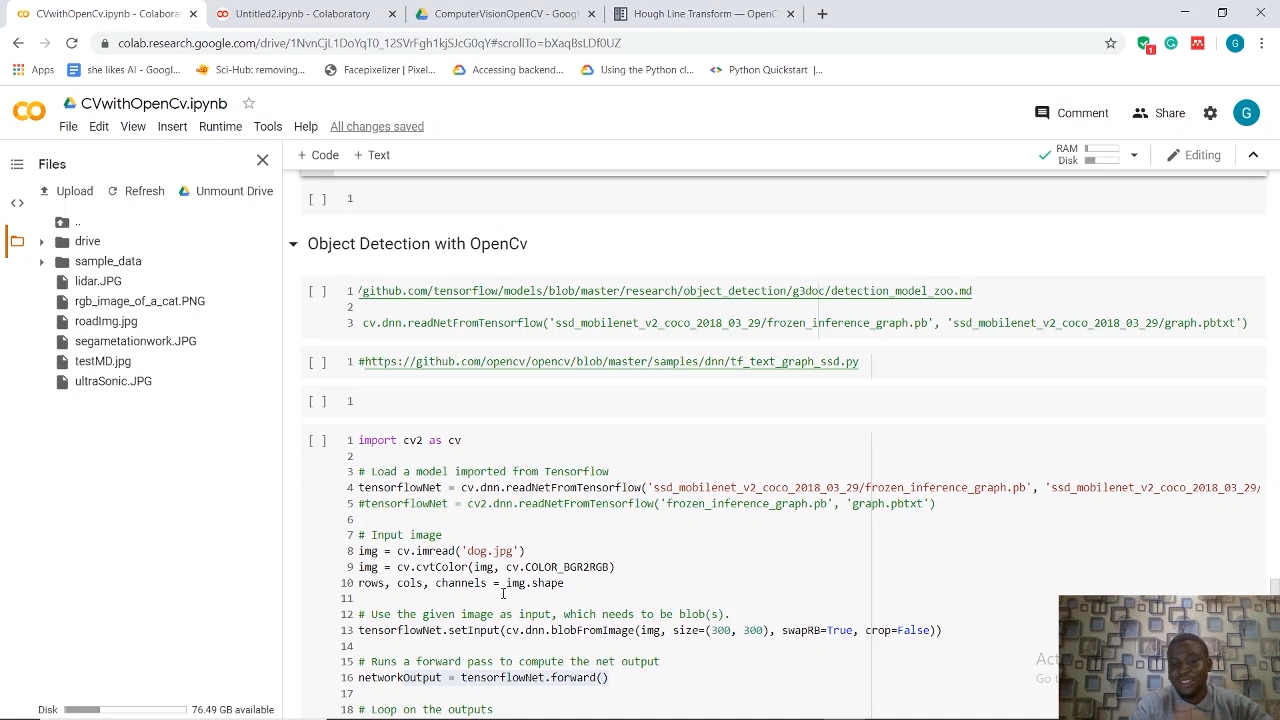 CVwithOpenCv.ipynb - Colaborat
Untitled2.ipynb - Colaboratory
ComputerVisionOpenCV - Goog
Hough Line Transform — OpenC
colab.research.google.com/drive/1NvnCjL1DoYqT0_12SVrFgh1kjSJcG0qY#scrollTo=bXaqBsLDf0UZ
1
G
Apps
she likes AI - Googl...
Sci-Hub: removing...
Facepixelizer | Pixel...
Accessing backend...
Using the Python cl...
Python Quickstart |...
CVwithOpenCv.ipynb
Comment
Share
G
File Edit View Insert Runtime Tools Help All changes saved
Files
+ Code + Text
RAM
Disk
Editing
Upload Refresh Unmount Drive
[ ] 1
..
drive
Object Detection with OpenCv
sample_data
lidar.JPG
[ ] 1 /github.com/tensorflow/models/blob/master/research/object_detection/g3doc/detection_model_zoo.md
rgb_image_of_a_cat.PNG
2
roadImg.jpg
3 cv.dnn.readNetFromTensorflow('ssd_mobilenet_v2_coco_2018_03_29/frozen_inference_graph.pb', 'ssd_mobilenet_v2_coco_2018_03_29/graph.pbtxt')
segametationwork.JPG
testMD.jpg
[ ] 1 #https://github.com/opencv/opencv/blob/master/samples/dnn/tf_text_graph_ssd.py
ultraSonic.JPG
[ ] 1
[ ] 1 import cv2 as cv
2
3 # Load a model imported from Tensorflow
4 tensorflowNet = cv.dnn.readNetFromTensorflow('ssd_mobilenet_v2_coco_2018_03_29/frozen_inference_graph.pb', 'ssd_mobilenet_v2_coco_2018_03_29/
5 #tensorflowNet = cv2.dnn.readNetFromTensorflow('frozen_inference_graph.pb', 'graph.pbtxt')
6
7 # Input image
8 img = cv.imread('dog.jpg')
9 img = cv.cvtColor(img, cv.COLOR_BGR2RGB)
10 rows, cols, channels = img.shape
11
12 # Use the given image as input, which needs to be blob(s).
13 tensorflowNet.setInput(cv.dnn.blobFromImage(img, size=(300, 300), swapRB=True, crop=False))
14
15 # Runs a forward pass to compute the net output
16 networkOutput = tensorflowNet.forward()
17
18 # Loop on the outputs
Disk
76.49 GB available
Act
Go to